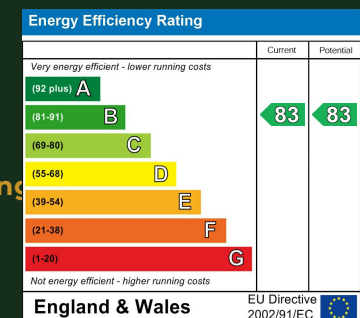 Energy Efficiency Rating
Current Potential
Very energy efficient - lower running costs
(92 plus) A
(81-91) B 83 83
(69-80) C
(55-68) D
(39-54) E
(21-38) F
(1-20) G
Not energy efficient - higher running costs
England & Wales
EU Directive
2002/91/EC